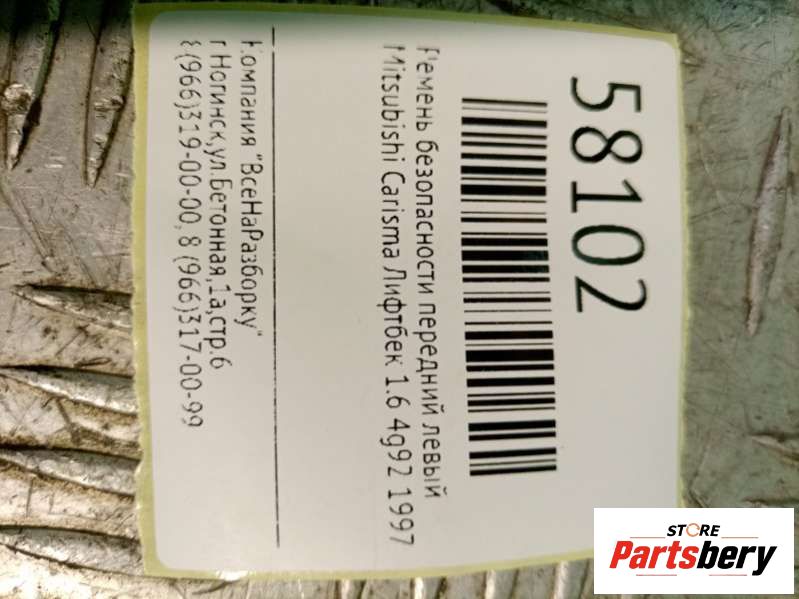 58102
Ремень безопасности передний левый
Mitsubishi Carisma Лифтбек 1.6 4g92 1997
Компания "ВсеНаРазборку"
г Ногинск,ул.Бетонная,1а,стр.6
8 (966)319-00-00, 8 (966)317-00-99
STORE
Partsbery